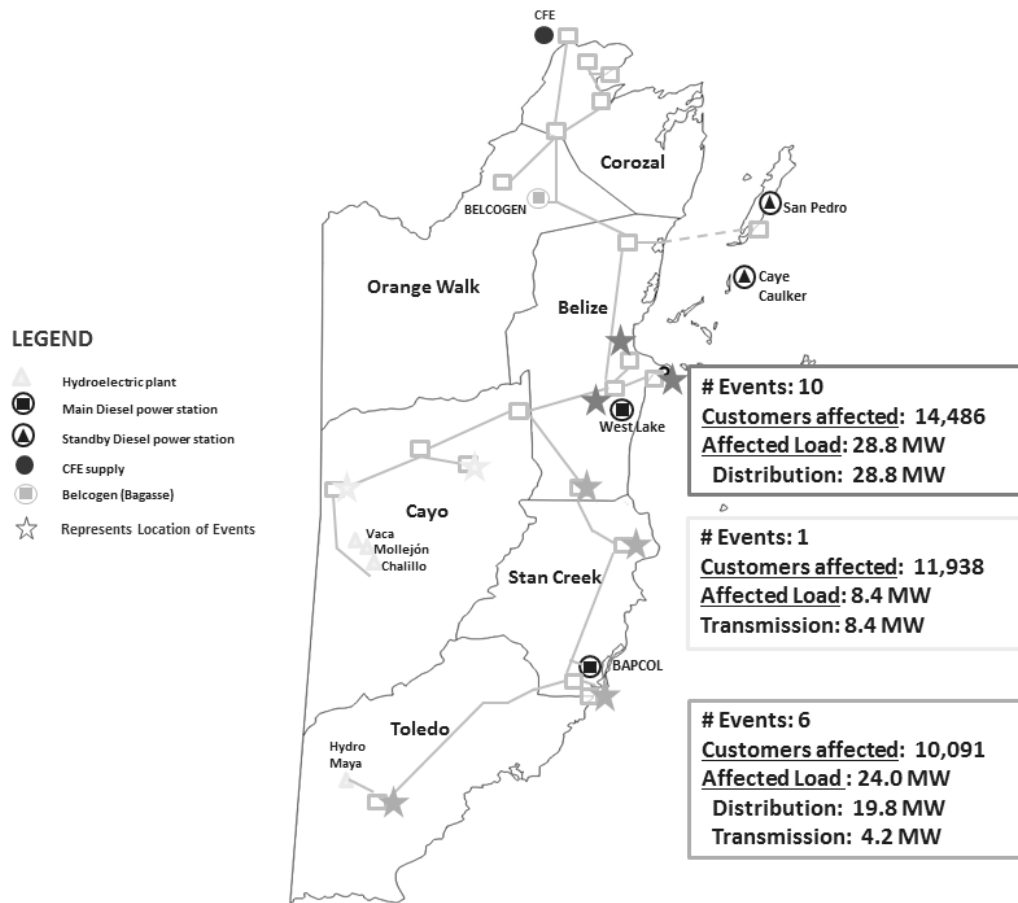 CFE
Corozal
BELCOGEN
San Pedro
Caye
Caulker
Orange Walk
Belize
LEGEND
Hydroelectric plant
Main Diesel power station
Standby Diesel power station
CFE supply
Belcogen (Bagasse)
Represents Location of Events
West Lake
# Events: 10
Customers affected: 14,486
Affected Load: 28.8 MW
Distribution: 28.8 MW
Cayo
Vaca
Mollejón
Chalillo
# Events: 1
Customers affected: 11,938
Affected Load: 8.4 MW
Transmission: 8.4 MW
Stan Creek
BAPCOL
Toledo
Hydro
Maya
# Events: 6
Customers affected: 10,091
Affected Load : 24.0 MW
Distribution: 19.8 MW
Transmission: 4.2 MW